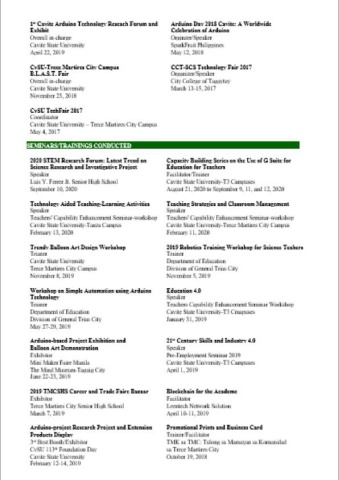 1st Cavite Arduino Technology Reseach Forum and
Exhibit
Overall in-charge
Cavite State University
April 22, 2019
Arduino Day 2018 Cavite: A Worldwide
Celebration of Arduino
Organizer/Speaker
SparkFruit Philippines
May 12, 2018
CvSU-Trece Martires City Campus
B.L.A.S.T. Fair
Overall in-charge
Cavite State University
November 23, 2018
CCT-SCS Technology Fair 2017
Organizer/Speaker
City College of Tagaytay
March 13-15, 2017
CvSU TechFair 2017
Coordinator
Cavite State University – Trece Martires City Campus
May 4, 2017
SEMINARS/TRAININGS CONDUCTED
2020 STEM Research Forum: Latest Trend on
Science Research and Investigative Project
Speaker
Luis Y. Ferrer Jr. Senior High School
September 10, 2020
Capacity Building Series on the Use of G Suite for
Education for Teachers
Facilitator/Trainer
Cavite State University-T3 Campuses
August 21, 2020 to September 9, 11, and 12, 2020
Technology Aided Teaching-Learning Activities
Speaker
Teachers' Capability Enhancement Seminar-workshop
Cavite State University-Tanza Campus
February 13, 2020
Teaching Strategies and Classroom Management
Speaker
Teachers' Capability Enhancement Seminar-workshop
Cavite State University-Trece Martires City Campus
February 11, 2020
Trendy Balloon Art Design Workshop
Trainer
Cavite State University
Trece Martires City Campus
November 8, 2019
2019 Robotics Training Workshop for Science Teachers
Trainer
Department of Education
Division of General Trias
November 5, 2019
Workshop on Simple Automation using Arduino
Technology
Trainer
Department of Education
Division of General Trias City
May 27-29, 2019
Education 4.0
Speaker
Teachers Capability Enhancement Seminar Workshop
Cavite State University-T3 Campuses
January 31, 2019
Arduino-based Project Exhibition and
Balloon Art Demonstration
Exhibitor
Mini Maker Faire Manila
The Mind Museum-Taguig City
June 22-23, 2019
21st Century Skills and Industry 4.0
Speaker
Pre-Employment Seminar 2019
Cavite State University-T3 Campuses
April 1, 2019
2019 TMCSHS Career and Trade Faire Bazaar
Exhibitor
Trece Martires City Senior High School
March 7, 2019
Blockchain for the Academe
Facilitator
Leentech Network Solution
April 10-11, 2019
Arduino-project Research Project and Extension
Products Display
3rd Best Booth/Exhibitor
CvSU 113th Foundation Day
Cavite State University
February 12-14, 2019
Promotional Prints and Business Card
Trainer/Facilitator
TMK sa TMC: Tulong sa Mamayan sa Komunidad
sa Trece Martires City
October 19, 2018